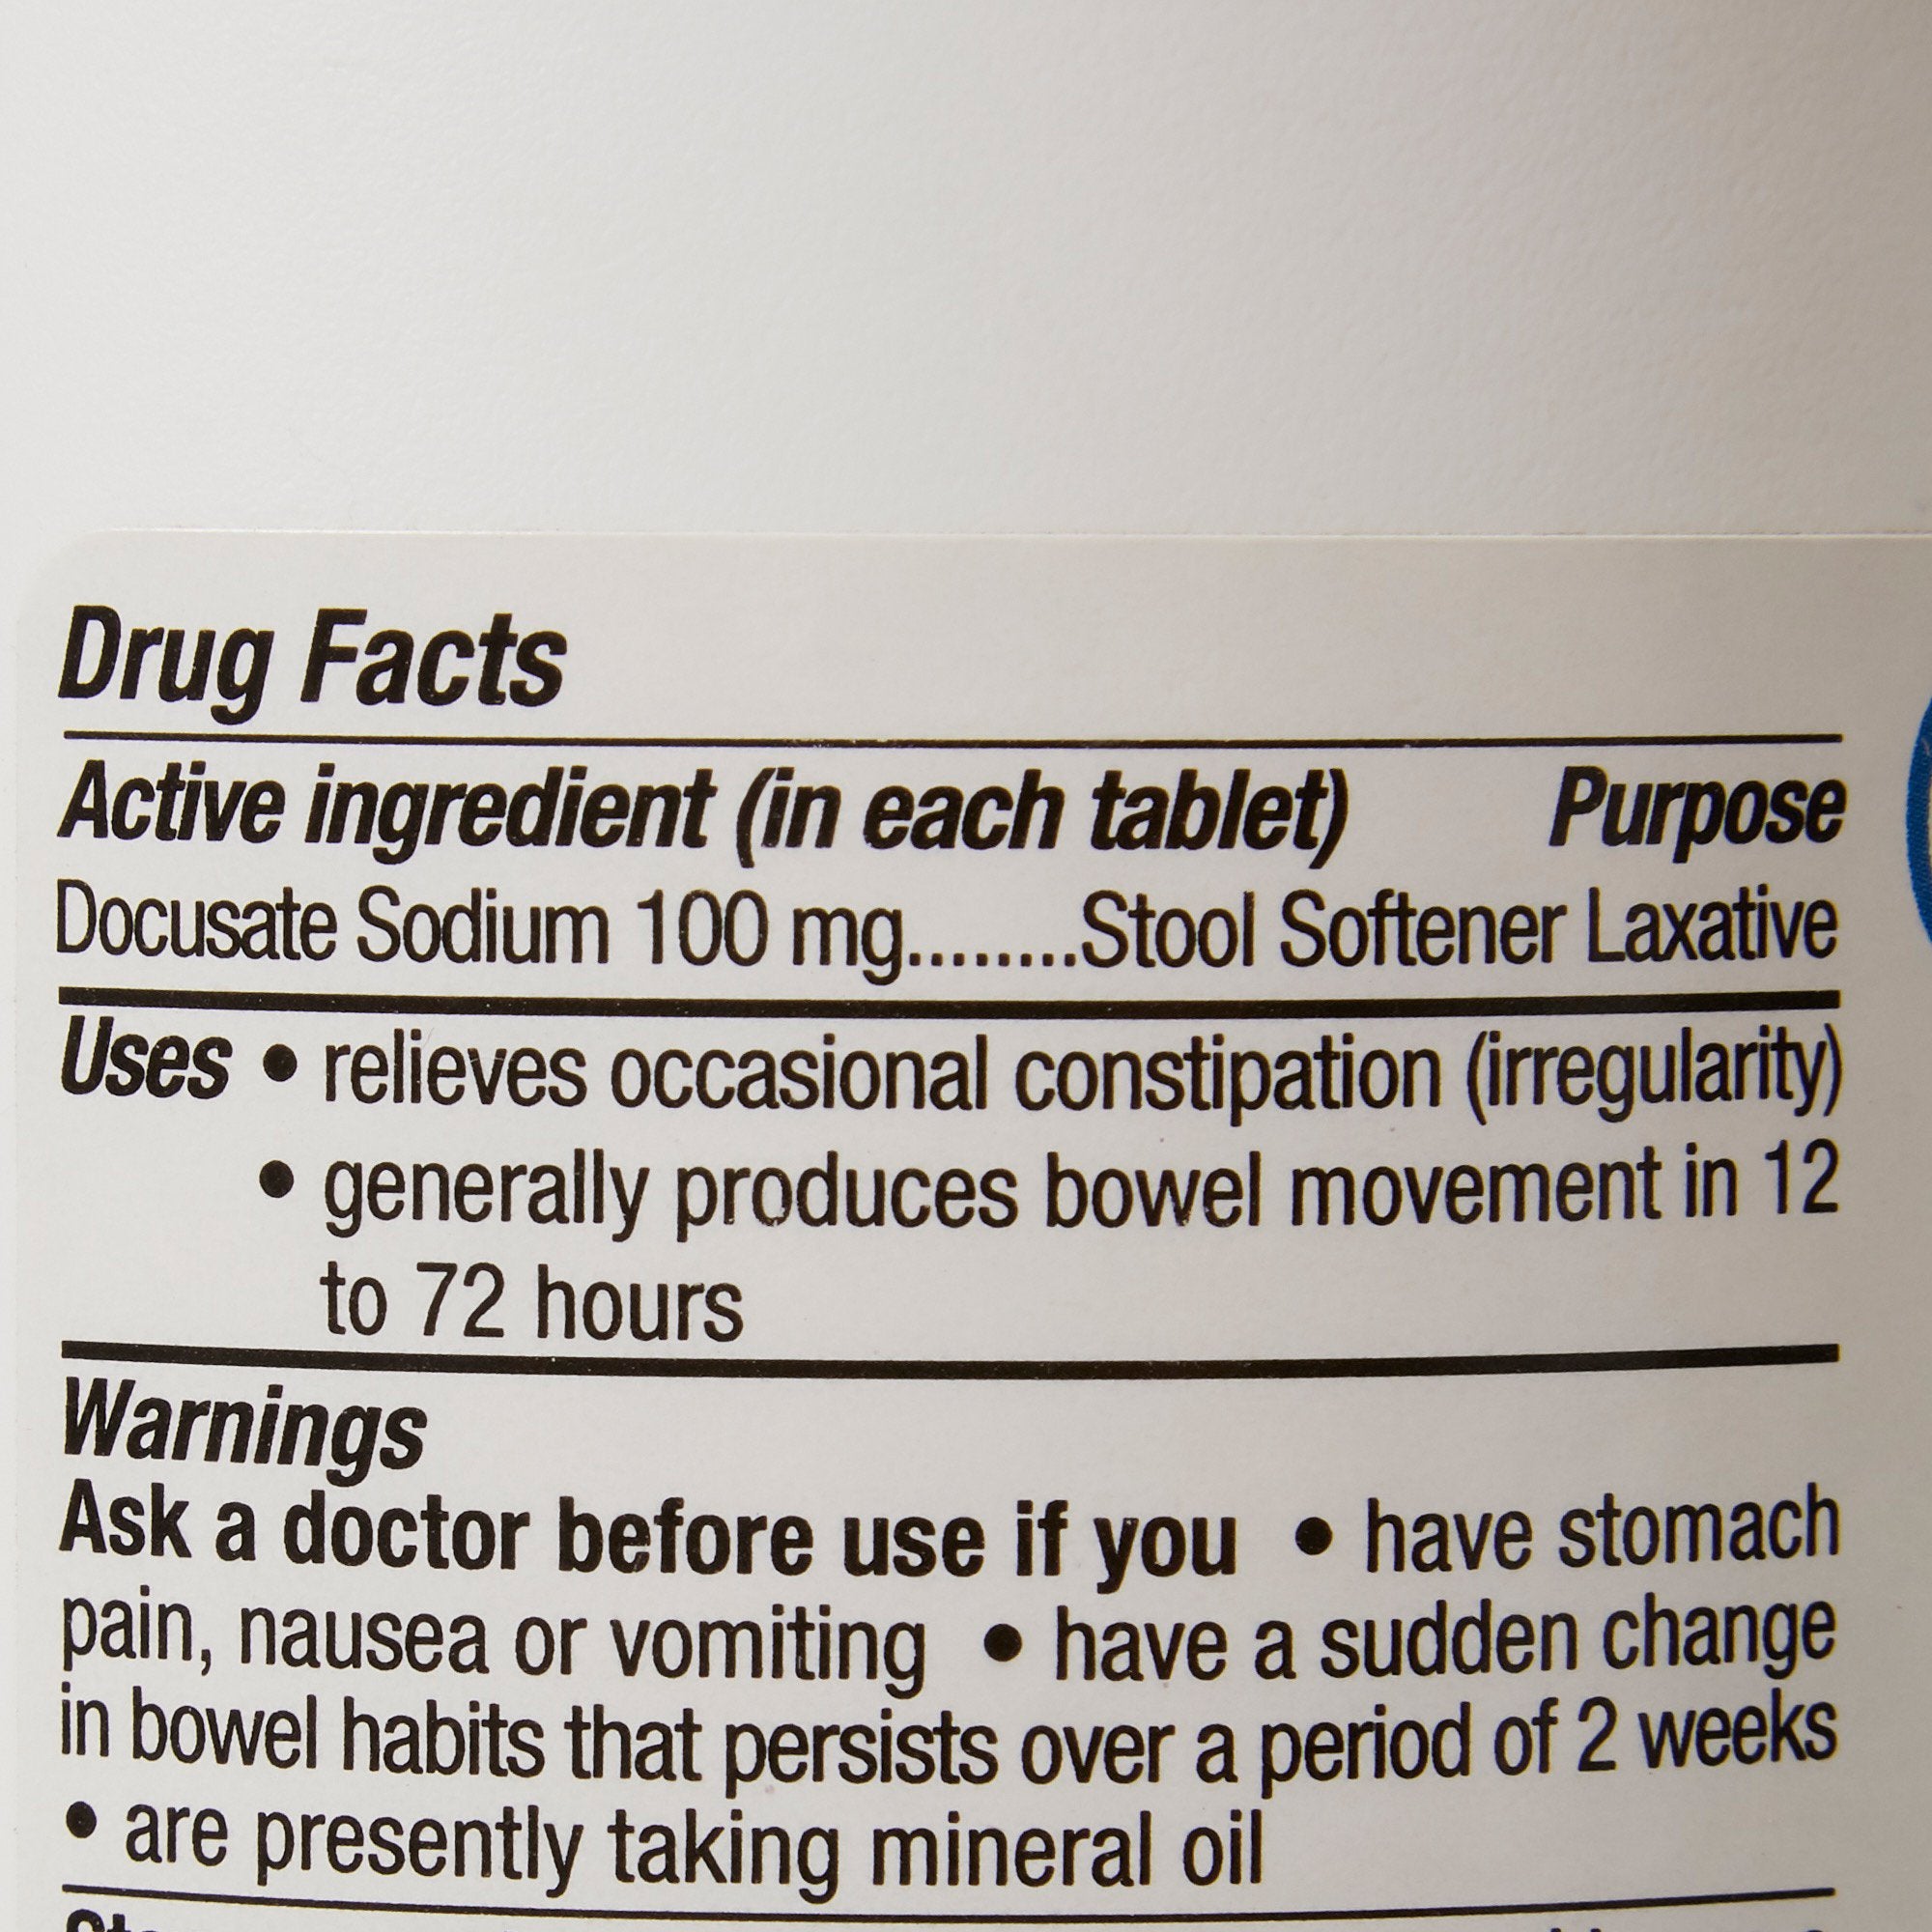 Drug Facts
Active ingredient (in each tablet) Purpose
Docusate Sodium 100 mg........Stool Softener Laxative
Uses • relieves occasional constipation (irregularity)
• generally produces bowel movement in 12
to 72 hours
Warnings
Ask a doctor before use if you • have stomach
pain, nausea or vomiting • have a sudden change
in bowel habits that persists over a period of 2 weeks
• are presently taking mineral oil